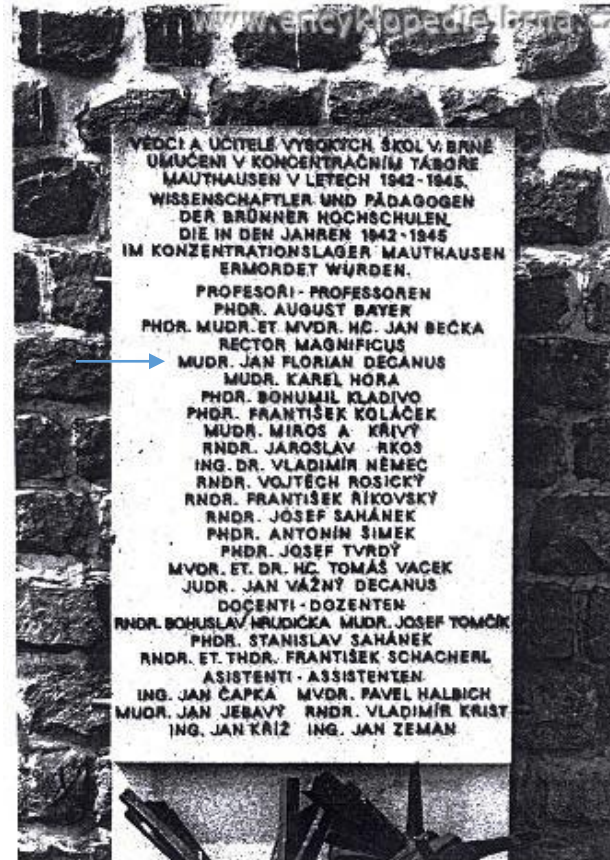 www.encyklopedie.brna.cz
VĚDCI A UČITELÉ VYSOKÝCH ŠKOL V BRNĚ
UMUČENI V KONCENTRAČNÍM TÁBOŘE
MAUTHAUSEN V LETECH 1942-1945.
WISSENSCHAFTLER UND PÄDAGOGEN
DER BRÜNNER HOCHSCHULEN,
DIE IN DEN JAHREN 1942-1945
IM KONZENTRATIONSLAGER MAUTHAUSEN
ERMORDET WURDEN.
PROFESOŘI - PROFESSOREN
PHDR. AUGUST BAYER
PHDR. MUDR. ET. MVDR. HC. JAN BEČKA
RECTOR MAGNIFICUS
MUDR. JAN FLORIAN DECANUS
MUDR. KAREL HORA
PHDR. BOHUMIL KLADIVO
PHDR. FRANTIŠEK KOLÁČEK
MUDR. MIROS A KŘIVÝ
RNDR. JAROSLAV RKOS
ING. DR. VLADIMÍR NĚMEC
RNDR. VOJTĚCH ROSICKÝ
RNDR. FRANTIŠEK ŘÍKOVSKÝ
RNDR. JOSEF SAHÁNEK
PHDR. ANTONÍN ŠIMEK
PHDR. JOSEF TVRDÝ
MVDR. ET. DR. HC. TOMÁŠ VACEK
JUDR. JAN VÁŽNÝ DECANUS
DOCENTI - DOZENTEN
RNDR. BOHUSLAV HRUDIČKA MUDR. JOSEF TOMČÍK
PHDR. STANISLAV SAHÁNEK
RNDR. ET. THDR. FRANTIŠEK SCHACHERL
ASISTENTI - ASSISTENTEN
ING. JAN ČAPKA MVDR. PAVEL HALBICH
MUDR. JAN JEBAVÝ RNDR. VLADIMÍR KRIST
ING. JAN KŘÍŽ ING. JAN ZEMAN